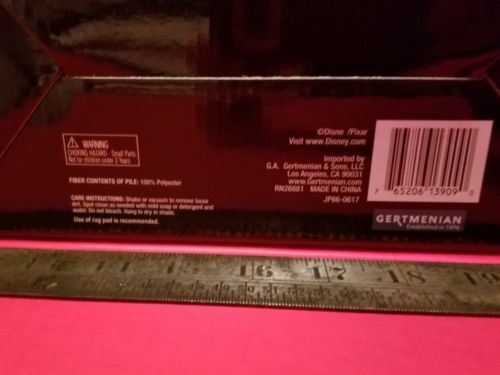 WARNING
CHOKING HAZARD - Small Parts
Not for children under 3 Years.
FIBER CONTENTS OF PILE: 100% Polyester
CARE INSTRUCTIONS: Shake or vacuum to remove loose
dirt. Spot clean as needed with mild soap or detergent and
water. Do not bleach. Hang to dry in shade.
Use of rug pad is recommended.
©Disne /Pixar
Visit www.Disney.com
Imported by
G.A. Gertmenian & Sons, LLC
Los Angeles, CA 90031
www.Gertmenian.com
RN26881 MADE IN CHINA
JP66-0617
7 65206 13909 0
GERTMENIAN
Established in 1896
16 17 18 19